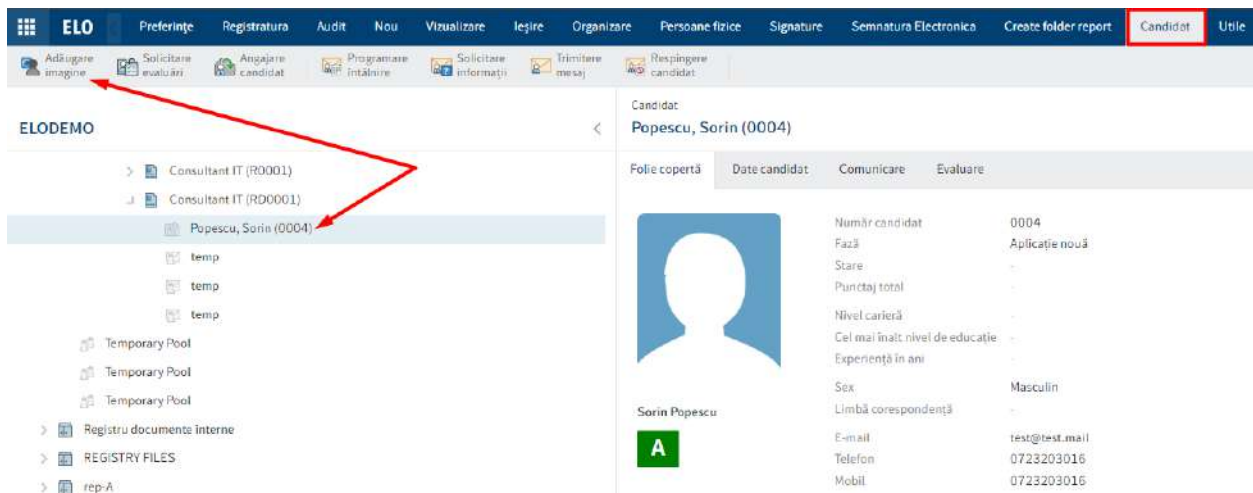 ELO Preferințe Registratura Audit Nou Vizualizare Ieșire Organizare Persoane fizice Signature Semnatura Electronica Create folder report Candidat Utile
Adăugare imagine Solicitare evaluări Angajare candidat Programare întâlnire Solicitare informații Trimitere mesaj Respingere candidat
ELODEMO
Consultant IT (R0001)
Consultant IT (RD0001)
Popescu, Sorin (0004)
temp
temp
temp
Temporary Pool
Temporary Pool
Temporary Pool
Registru documente interne
REGISTRY FILES
rep-A
Candidat
Popescu, Sorin (0004)
Folie copertă Date candidat Comunicare Evaluare
Număr candidat 0004
Fază Aplicație nouă
Stare -
Punctaj total -
Nivel carieră -
Cel mai înalt nivel de educație -
Experiență în ani -
Sex Masculin
Limbă corespondență -
E-mail test@test.mail
Telefon 0723203016
Mobil 0723203016
Sorin Popescu
A